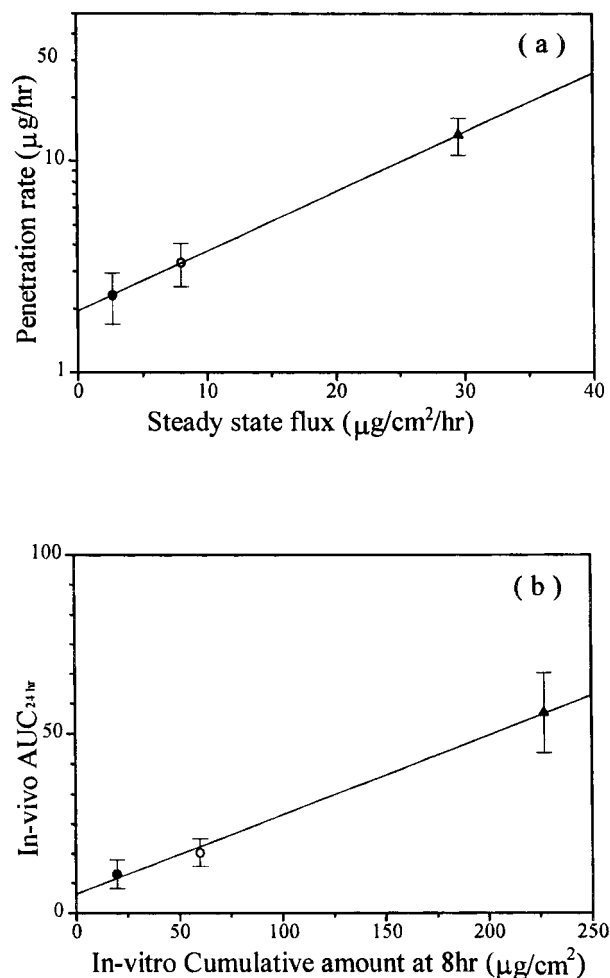 50
( a )
10
1
Penetration rate (μg/hr)
0 10 20 30 40
Steady state flux (μg/cm²/hr)
100
( b )
50
0
In-vivo AUC₂₄ ₕᵣ
0 50 100 150 200 250
In-vitro Cumulative amount at 8hr (μg/cm²)